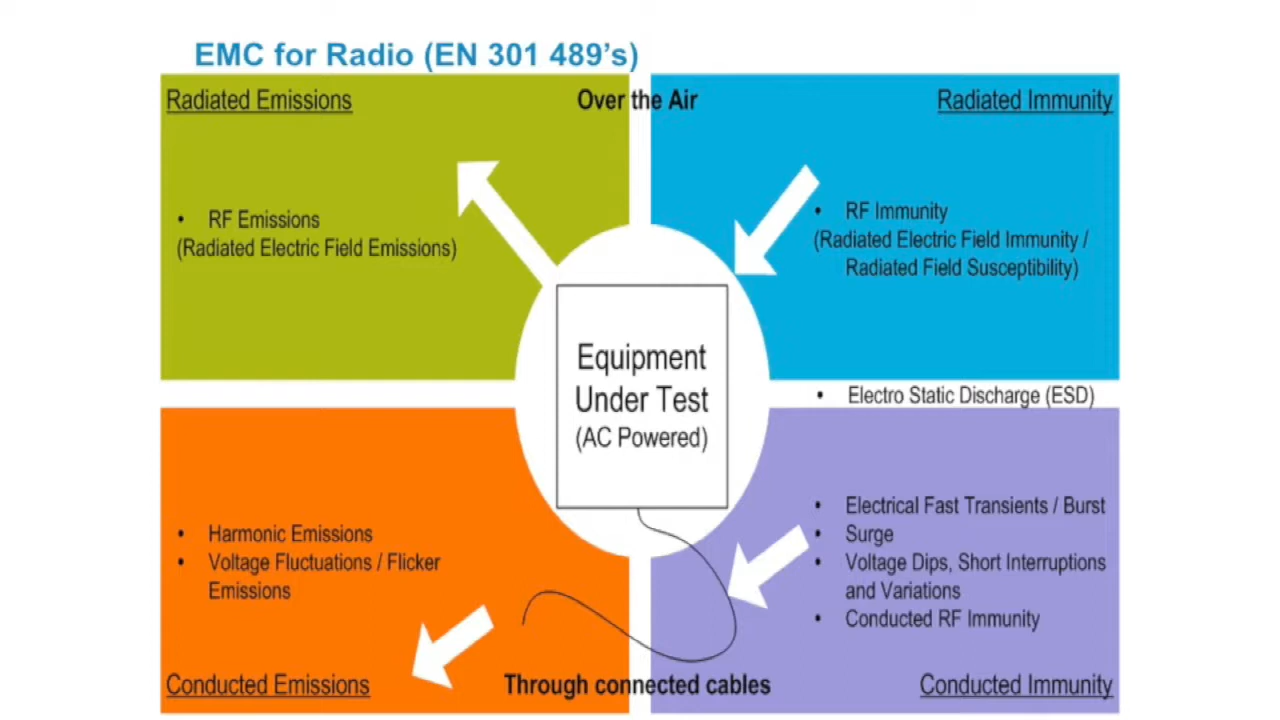 EMC for Radio (EN 301 489’s)
Radiated Emissions
Over the Air
Radiated Immunity
• RF Emissions
(Radiated Electric Field Emissions)
• RF Immunity
(Radiated Electric Field Immunity /
Radiated Field Susceptibility)
Equipment
Under Test
(AC Powered)
• Electro Static Discharge (ESD)
• Harmonic Emissions
• Voltage Fluctuations / Flicker
Emissions
• Electrical Fast Transients / Burst
• Surge
• Voltage Dips, Short Interruptions
and Variations
• Conducted RF Immunity
Conducted Emissions
Through connected cables
Conducted Immunity